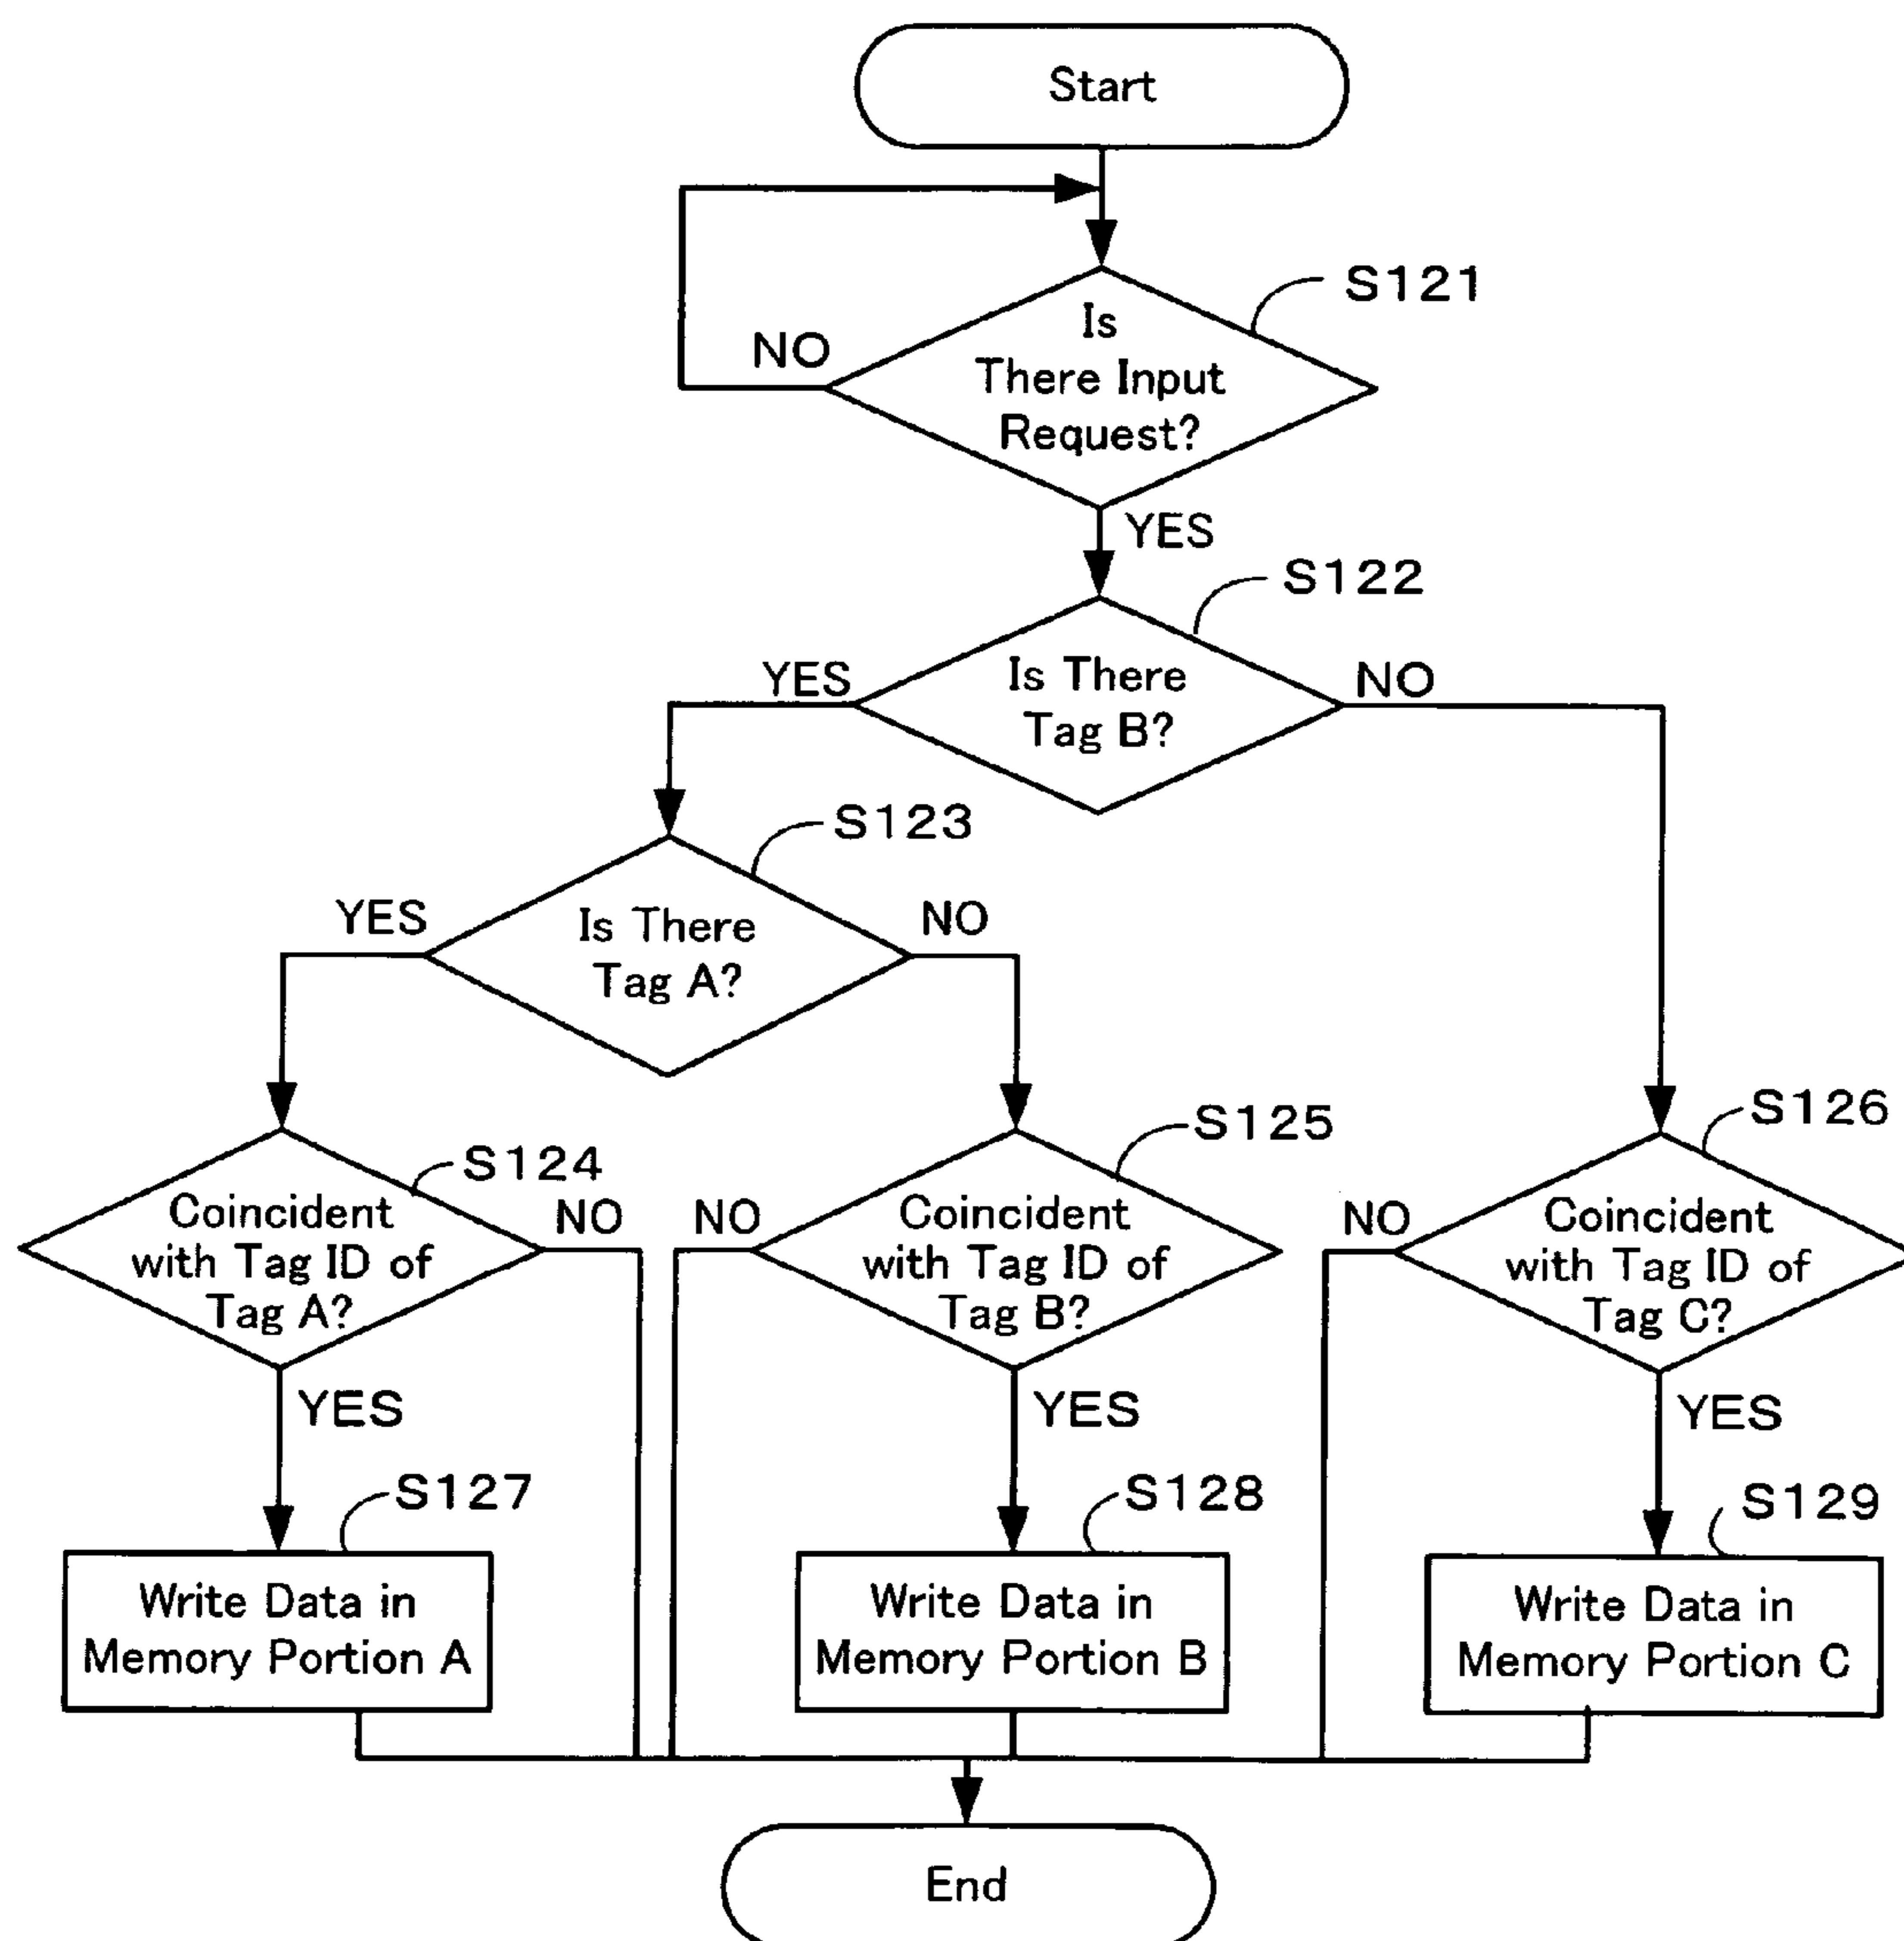 Start
S121
NO
Is
There Input
Request?
YES
S122
YES
Is There
Tag B?
NO
S123
YES
Is There
Tag A?
NO
S124
Coincident
with Tag ID of
Tag A?
NO
YES
S125
NO
Coincident
with Tag ID of
Tag B?
YES
S126
NO
Coincident
with Tag ID of
Tag C?
YES
S127
Write Data in
Memory Portion A
S128
Write Data in
Memory Portion B
S129
Write Data in
Memory Portion C
End